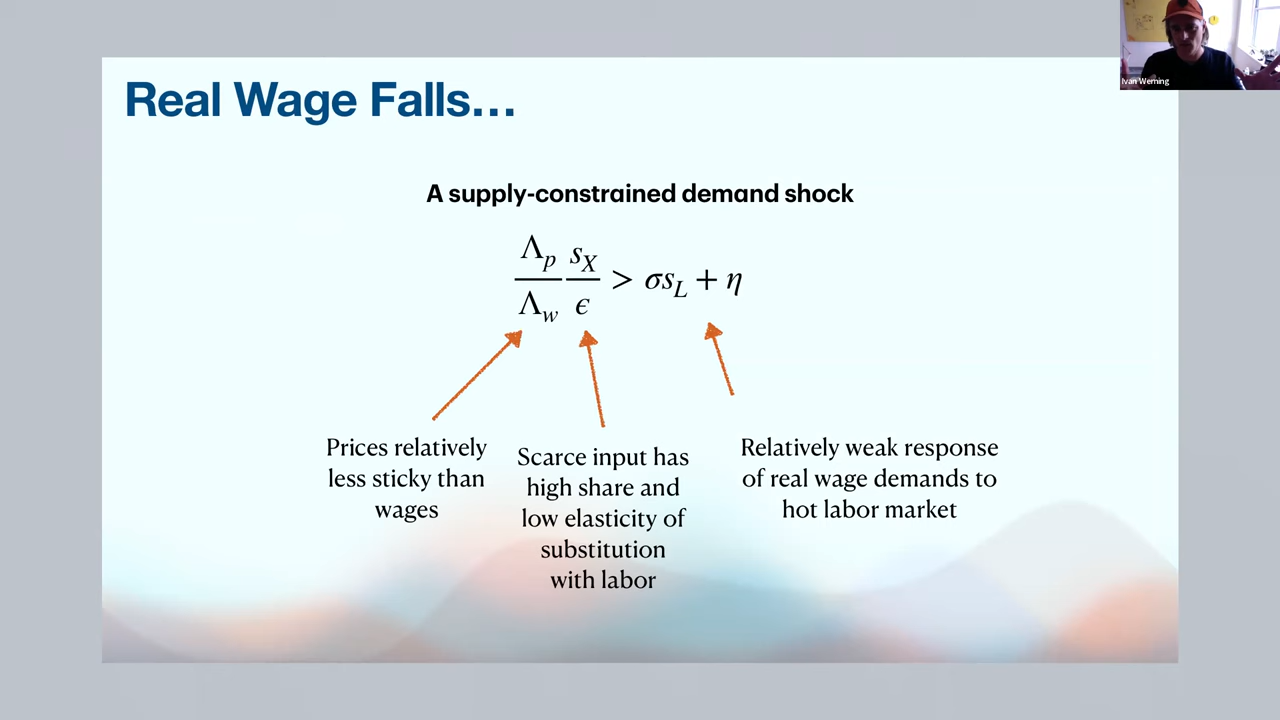 Real Wage Falls…
Ivan Werning
A supply-constrained demand shock
Λp/Λw sX/ϵ > σsL + η
Prices relatively
less sticky than
wages
Scarce input has
high share and
low elasticity of
substitution
with labor
Relatively weak response
of real wage demands to
hot labor market